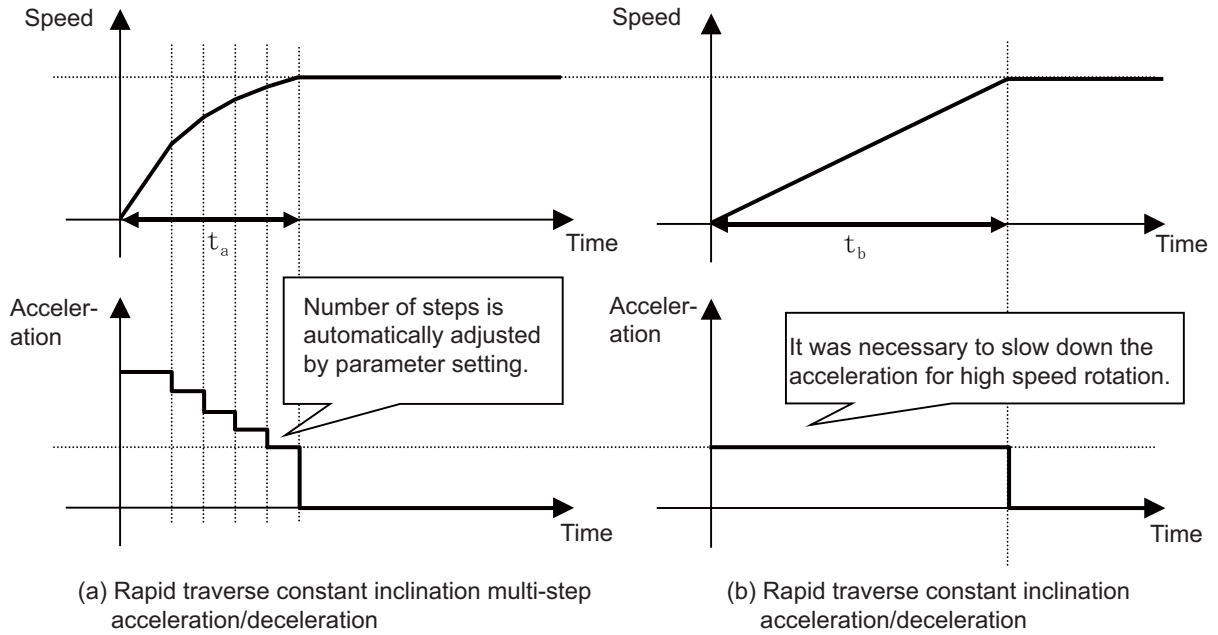 Speed
t_a
Time
Acceler-
ation
Number of steps is
automatically adjusted
by parameter setting.
Time
(a) Rapid traverse constant inclination multi-step
acceleration/deceleration
Speed
t_b
Time
Acceler-
ation
It was necessary to slow down the
acceleration for high speed rotation.
Time
(b) Rapid traverse constant inclination
acceleration/deceleration